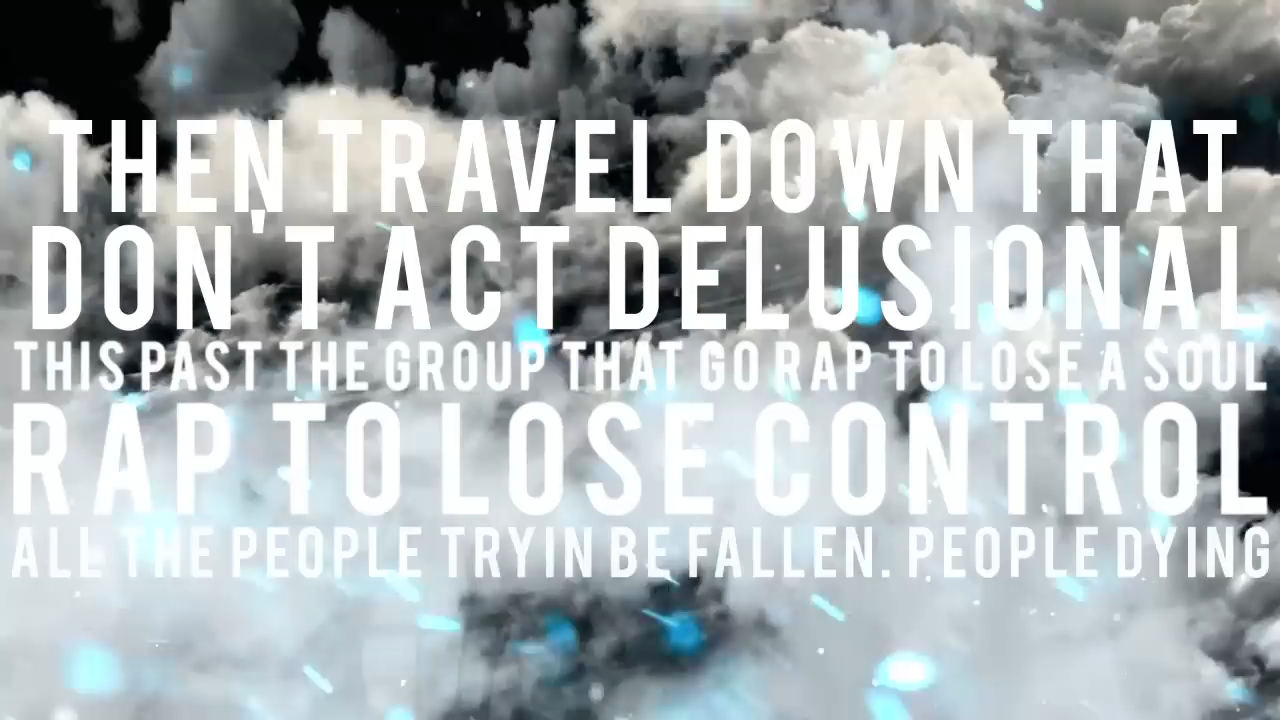 THEN TRAVEL DOWN THAT
DON'T ACT DELUSIONAL
THIS PAST THE GROUP THAT GO RAP TO LOSE A SOUL
RAP TO LOSE CONTROL
ALL THE PEOPLE TRYIN BE FALLEN. PEOPLE DYING